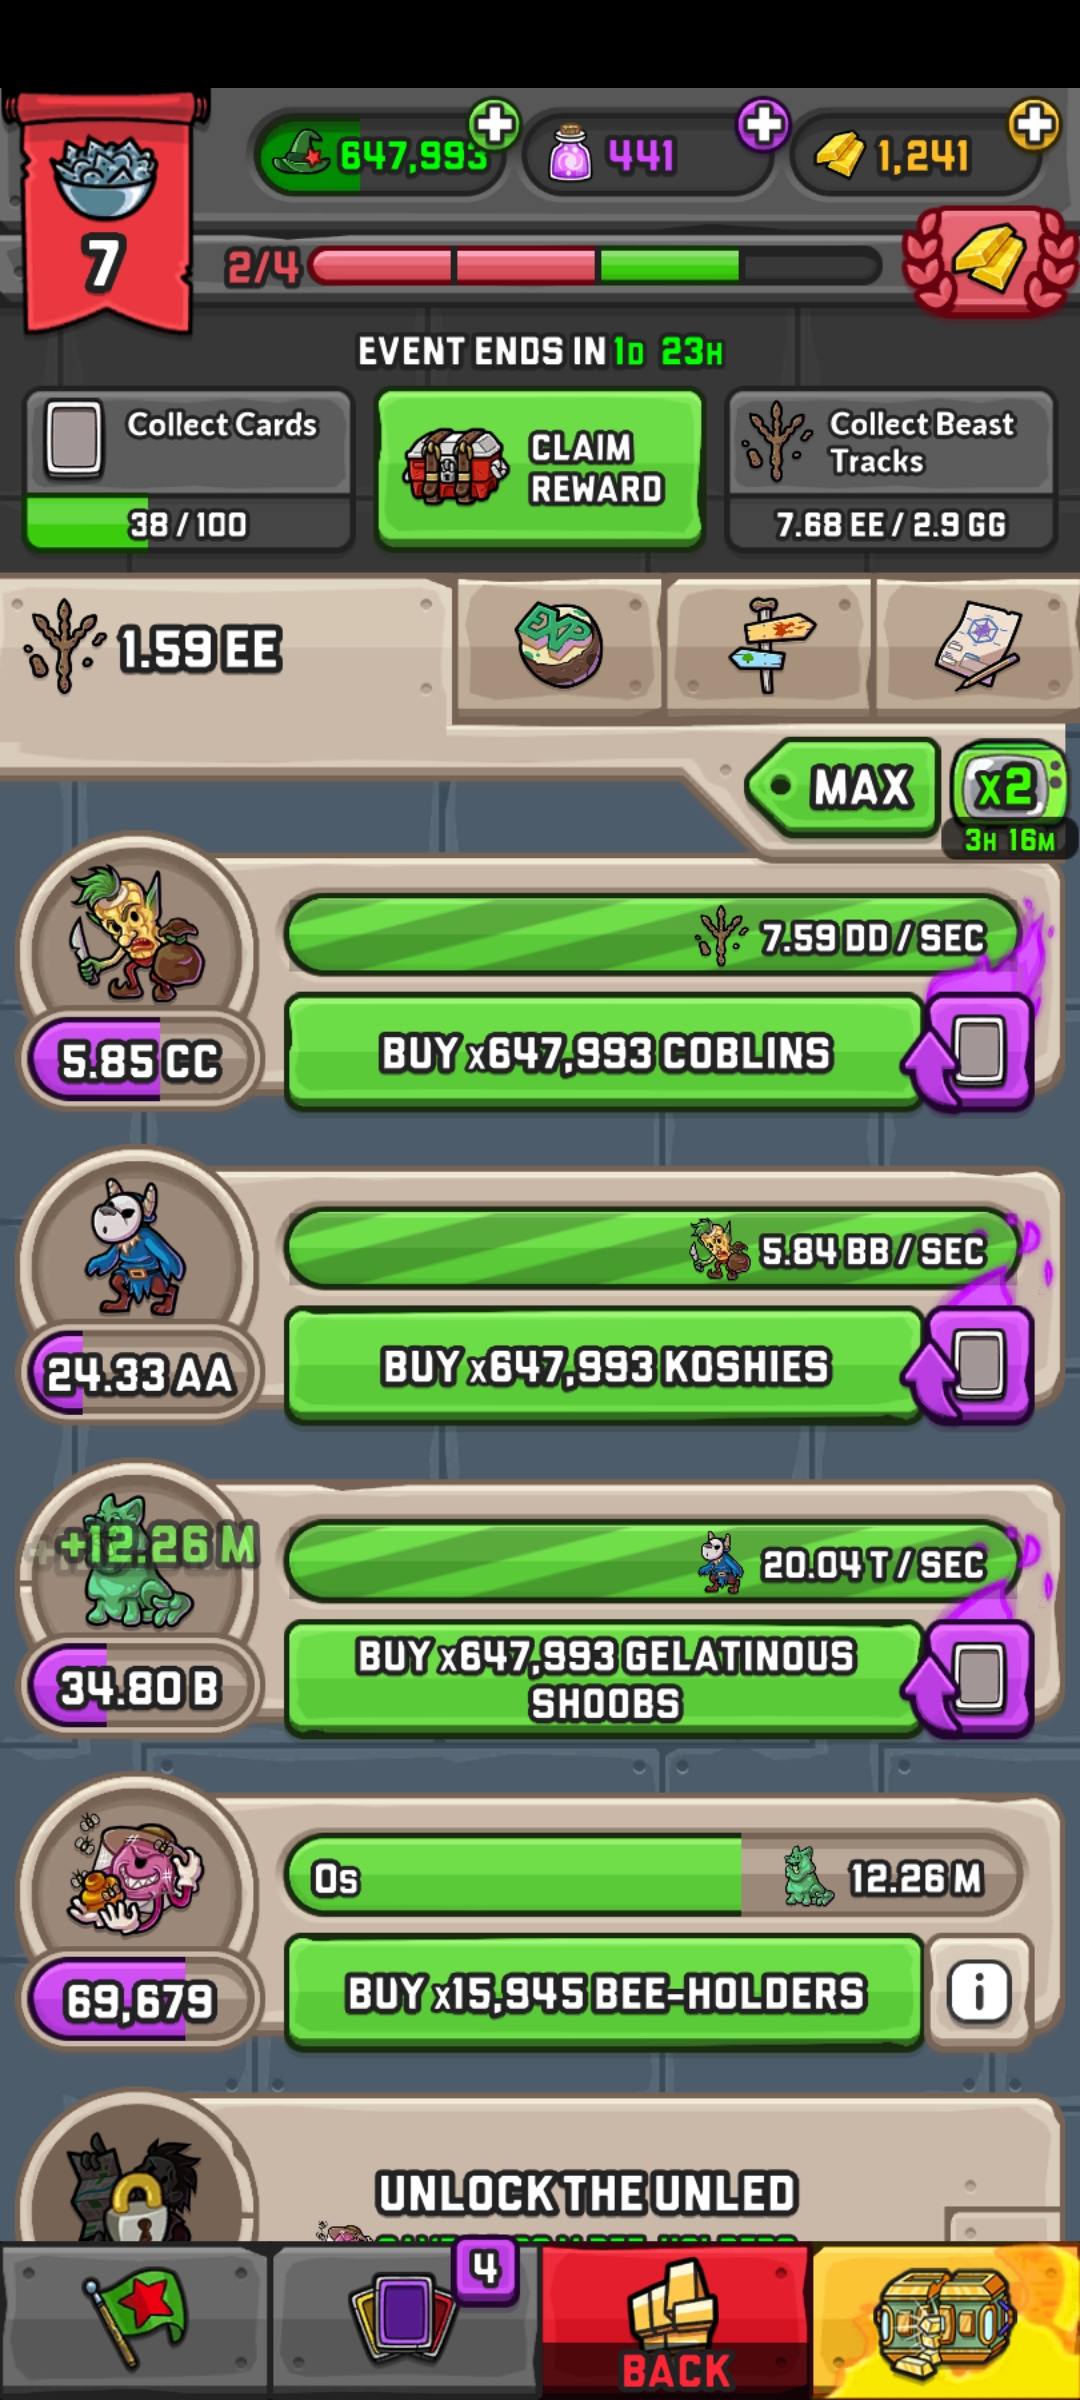 647,993
441
1,241
7
2/4
EVENT ENDS IN 1D 23H
Collect Cards
38 / 100
CLAIM
REWARD
Collect Beast
Tracks
7.68 EE / 2.9 GG
1.59 EE
EXP
MAX
x2
3H 16M
7.59 DD / SEC
5.85 CC
BUY x647,993 COBLINS
5.84 BB / SEC
24.33 AA
BUY x647,993 KOSHIES
+12.26 M
20.04 T / SEC
34.80 B
BUY x647,993 GELATINOUS
SHOOBS
0s
12.26 M
69,679
BUY x15,945 BEE-HOLDERS
i
UNLOCK THE UNLED
4
BACK